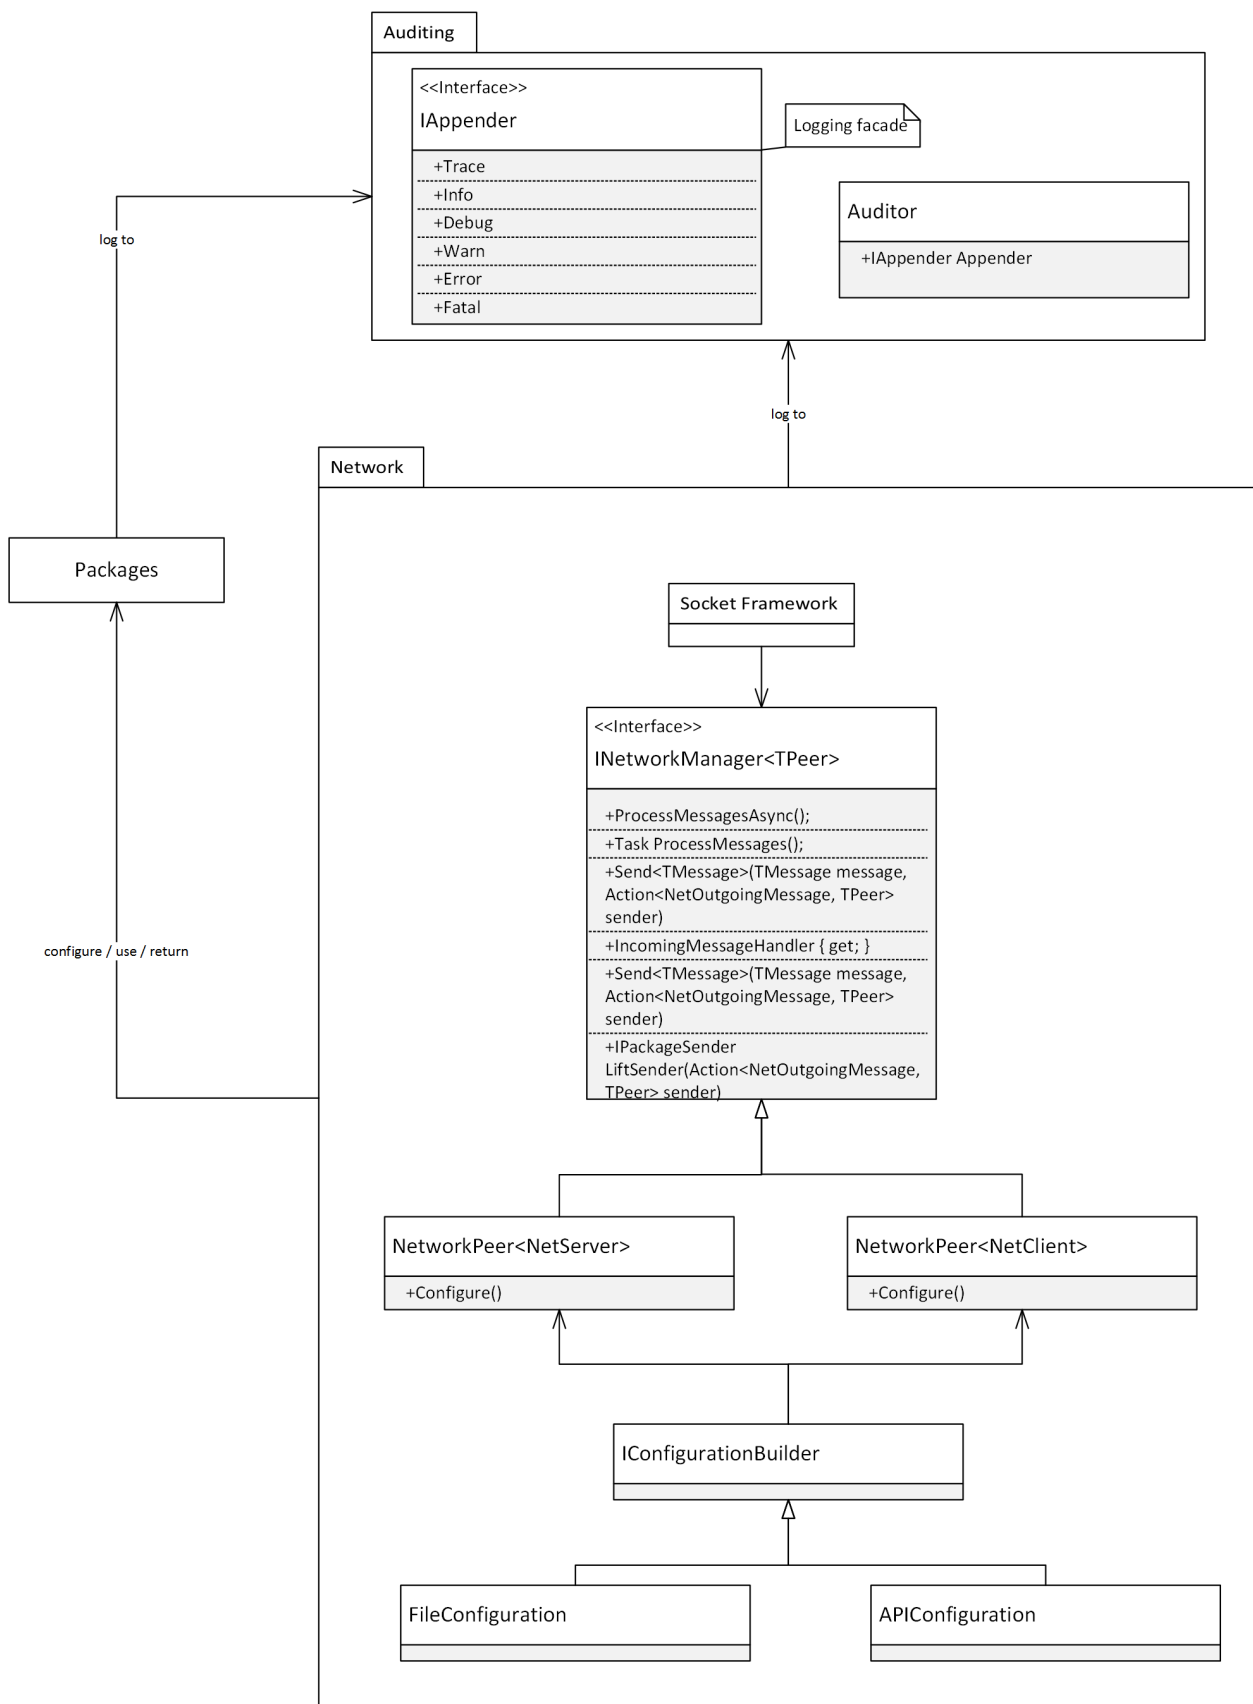 Auditing
<<Interface>>
IAppender
+Trace
+Info
+Debug
+Warn
+Error
+Fatal
Logging facade
Auditor
+IAppender Appender
log to
log to
Network
Packages
Socket Framework
<<Interface>>
INetworkManager<TPeer>
+ProcessMessagesAsync();
+Task ProcessMessages();
+Send<TMessage>(TMessage message,
Action<NetOutgoingMessage, TPeer>
sender)
+IncomingMessageHandler { get; }
+Send<TMessage>(TMessage message,
Action<NetOutgoingMessage, TPeer>
sender)
+IPackageSender
LiftSender(Action<NetOutgoingMessage,
TPeer> sender)
configure / use / return
NetworkPeer<NetServer>
+Configure()
NetworkPeer<NetClient>
+Configure()
IConfigurationBuilder
FileConfiguration
APIConfiguration